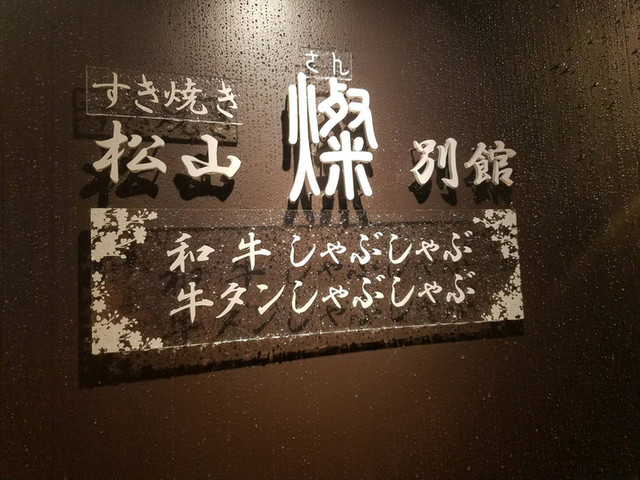 すき焼き
さん
松山 燦 別館
和牛しゃぶしゃぶ
牛タンしゃぶしゃぶ